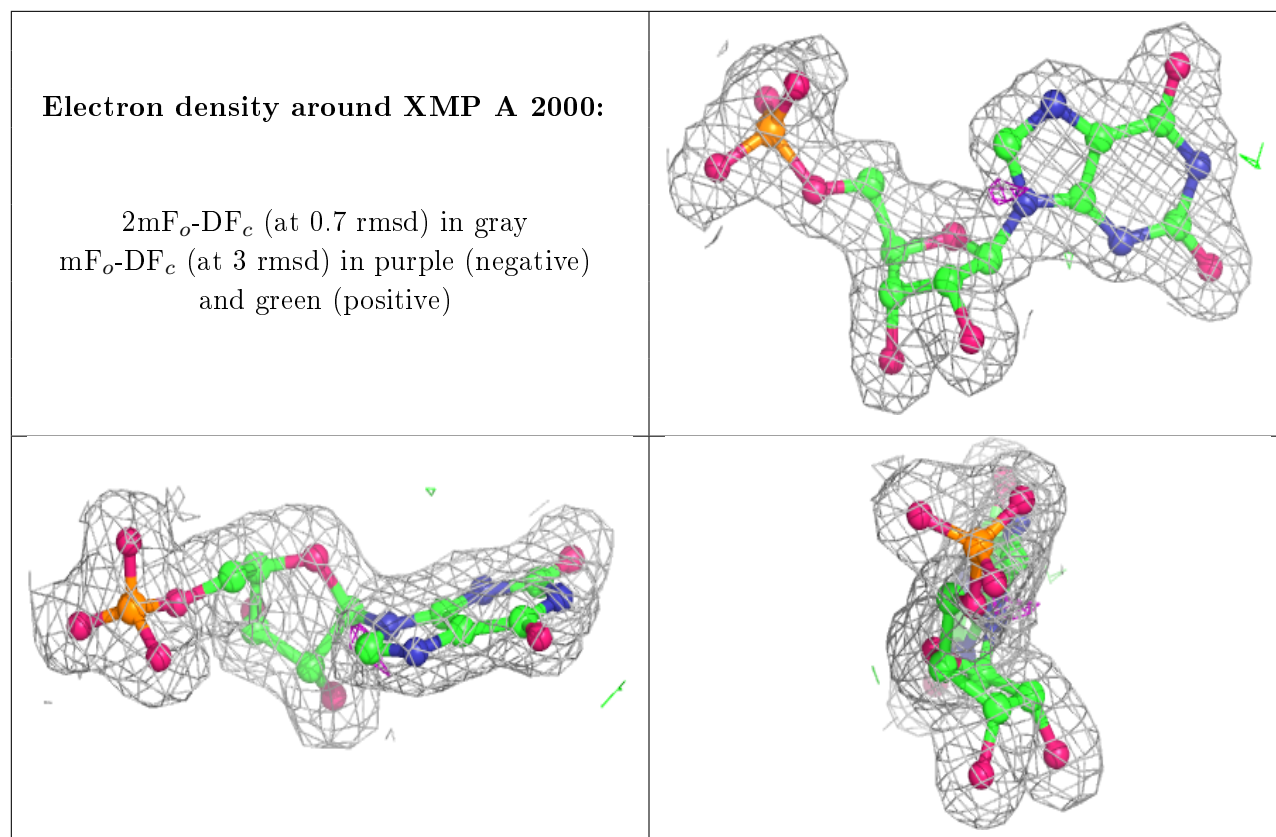 Electron density around XMP A 2000:
2mFₒ-DF𝒸 (at 0.7 rmsd) in gray
mFₒ-DF𝒸 (at 3 rmsd) in purple (negative)
and green (positive)